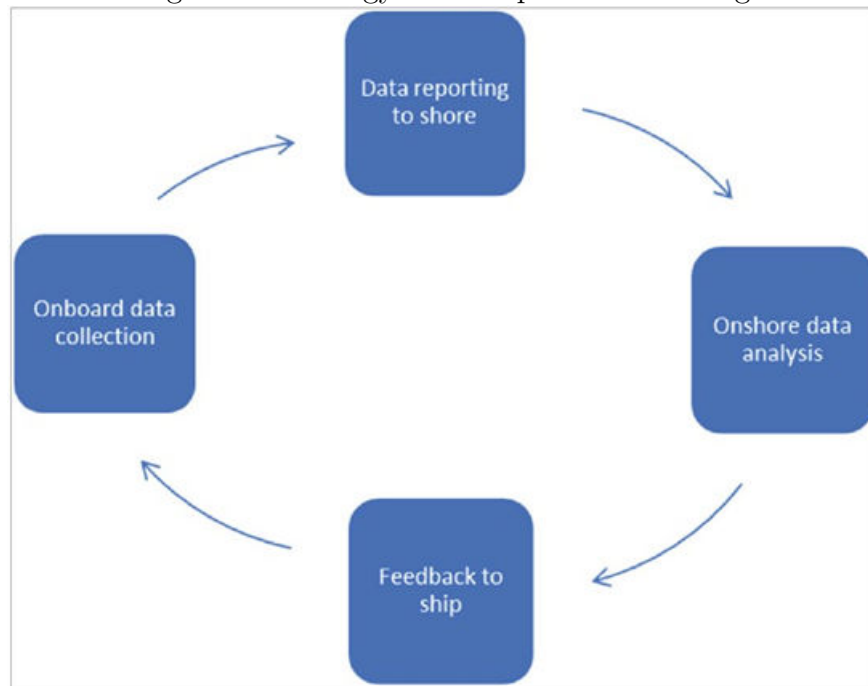 Data reporting
to shore
Onboard data
collection
Onshore data
analysis
Feedback to
ship